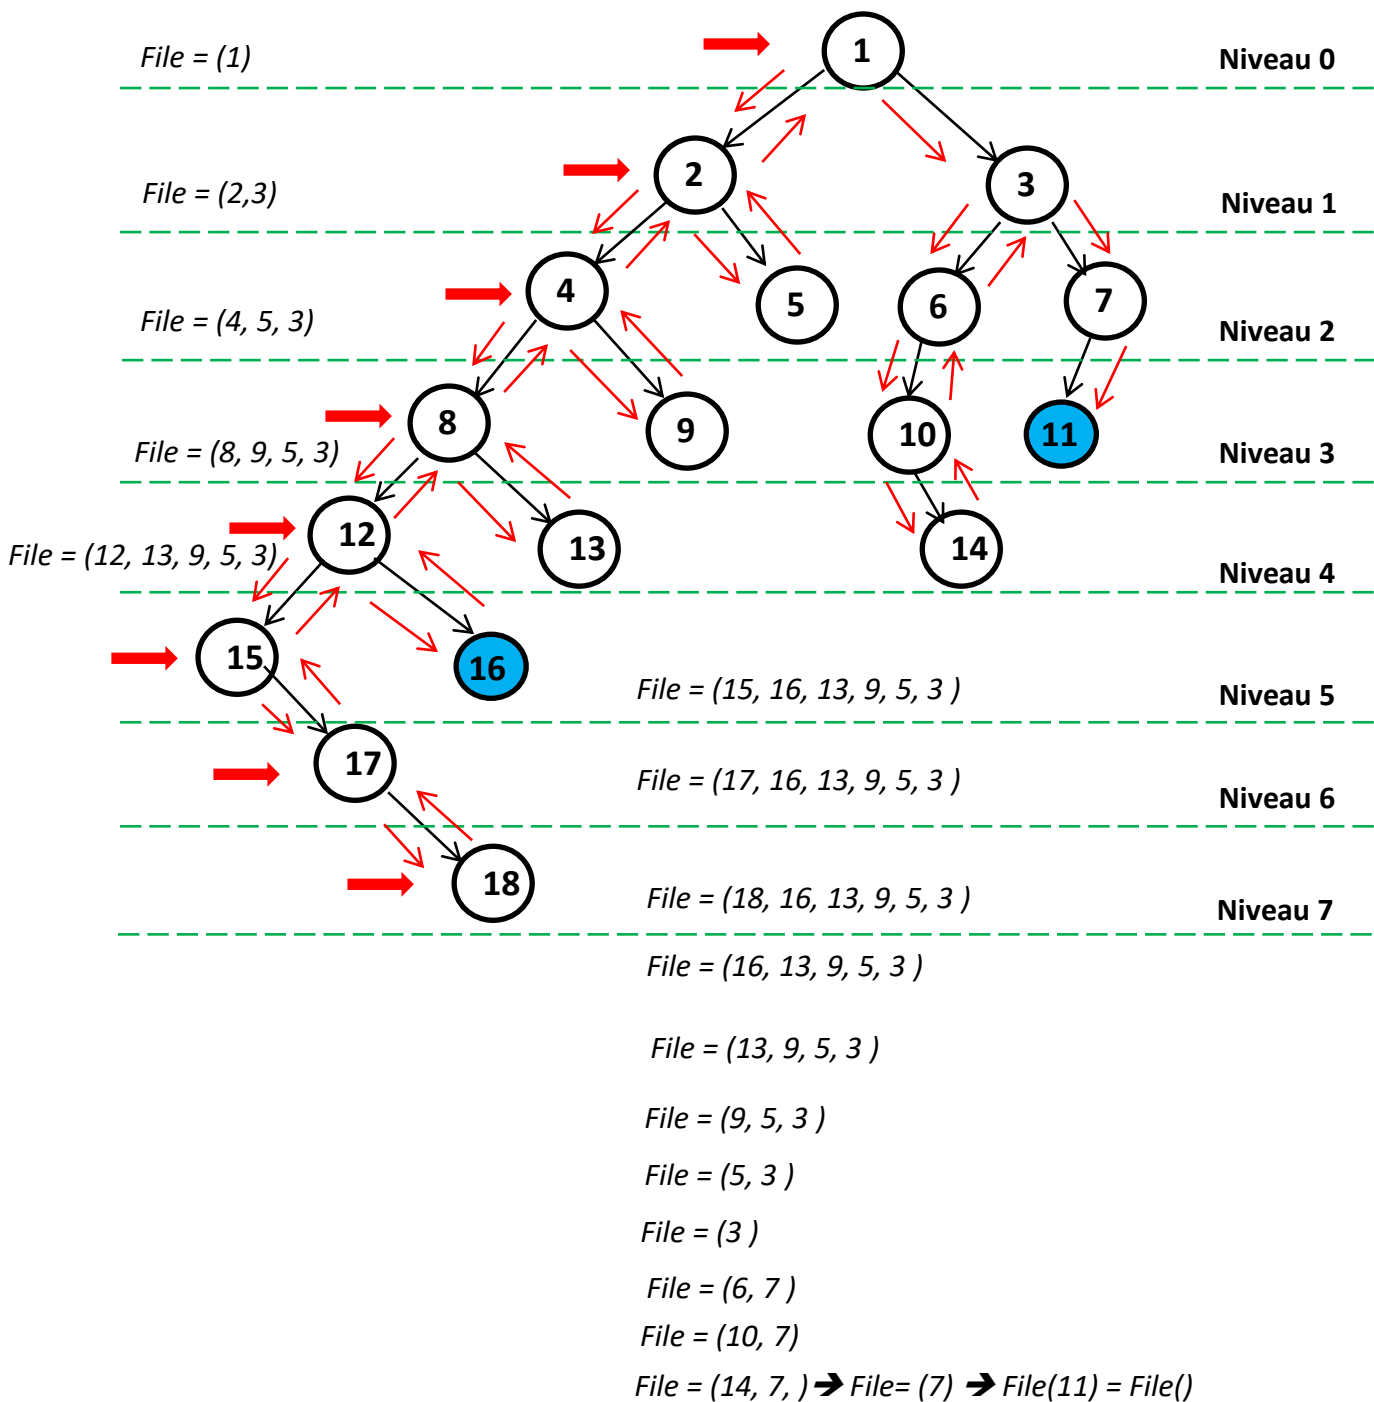 1
File = (1)
Niveau 0
2
3
File = (2,3)
Niveau 1
4
5
6
7
File = (4, 5, 3)
Niveau 2
8
9
10
11
File = (8, 9, 5, 3)
Niveau 3
12
13
14
File = (12, 13, 9, 5, 3)
Niveau 4
15
16
File = (15, 16, 13, 9, 5, 3 )
Niveau 5
17
File = (17, 16, 13, 9, 5, 3 )
Niveau 6
18
File = (18, 16, 13, 9, 5, 3 )
Niveau 7
File = (16, 13, 9, 5, 3 )
File = (13, 9, 5, 3 )
File = (9, 5, 3 )
File = (5, 3 )
File = (3 )
File = (6, 7 )
File = (10, 7)
File = (14, 7, ) ➔ File= (7) ➔ File(11) = File()